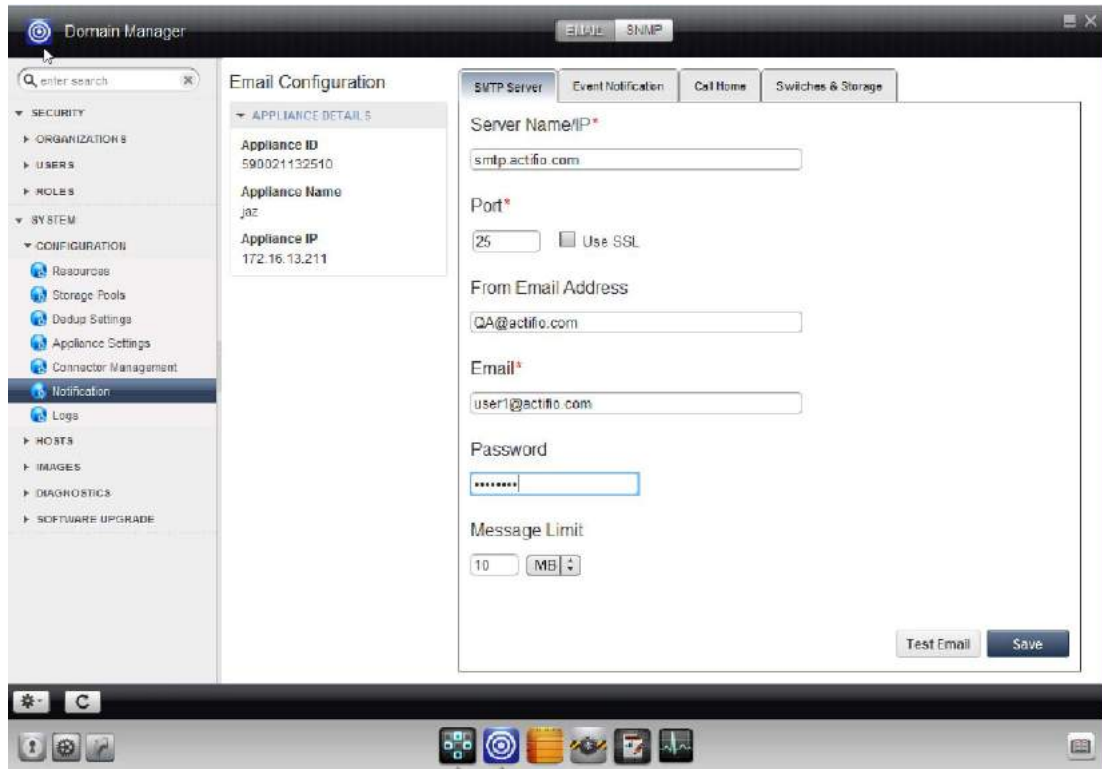 Domain Manager
EMAIL SNMP
enter search
SECURITY
ORGANIZATIONS
USERS
ROLES
SYSTEM
CONFIGURATION
Resources
Storage Pools
Dedup Settings
Appliance Settings
Connector Management
Notification
Logs
HOSTS
IMAGES
DIAGNOSTICS
SOFTWARE UPGRADE
Email Configuration
APPLIANCE DETAILS
Appliance ID
590021132510
Appliance Name
jaz
Appliance IP
172.16.13.211
SMTP Server Event Notification Call Home Switches & Storage
Server Name/IP*
smtp.actifio.com
Port*
25 Use SSL
From Email Address
QA@actifio.com
Email*
user1@actifio.com
Password
••••••••
Message Limit
10 MB
Test Email Save